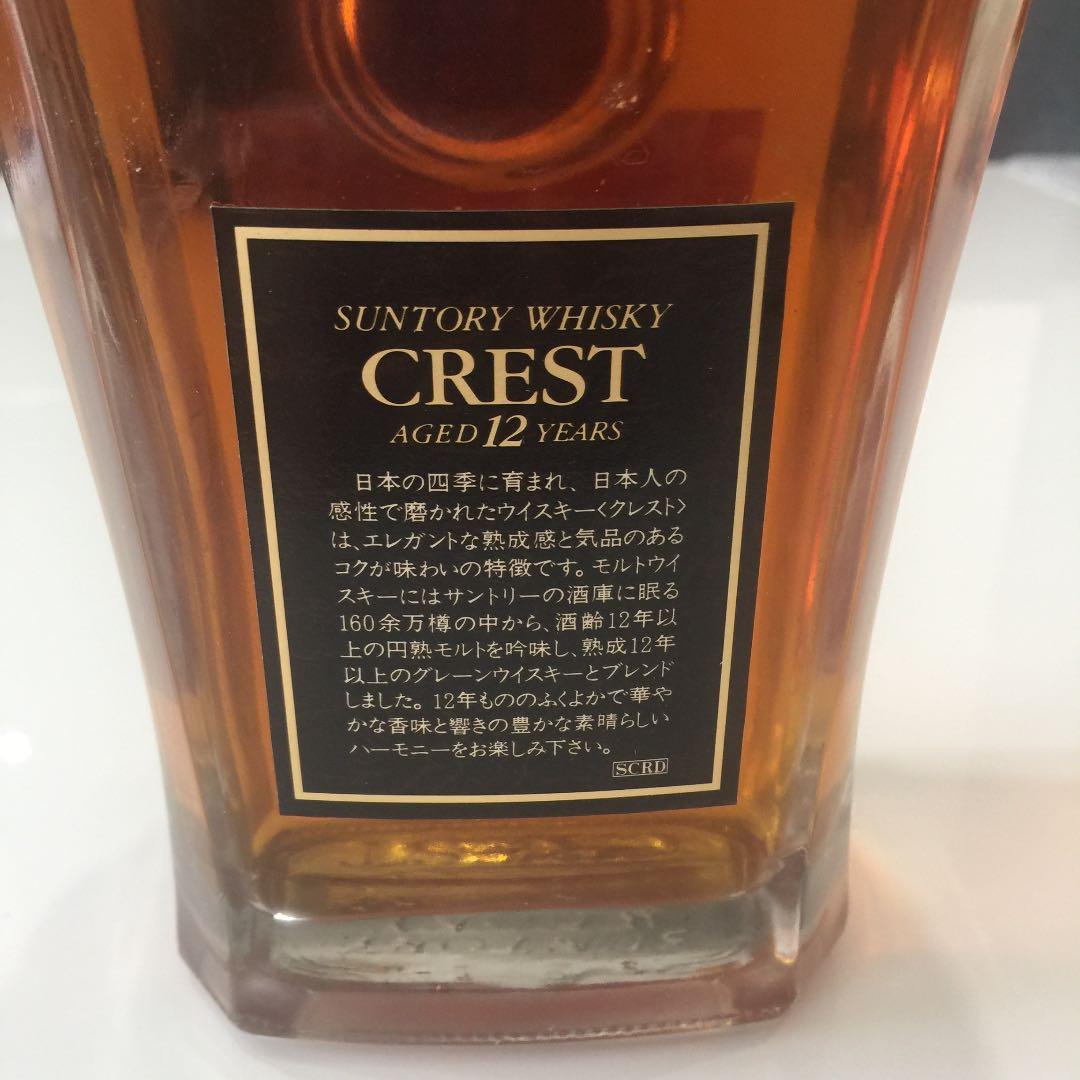 SUNTORY WHISKY
CREST
AGED 12 YEARS
日本の四季に育まれ、日本人の
感性で磨かれたウイスキー〈クレスト〉
は、エレガントな熟成感と気品のある
コクが味わいの特徴です。モルトウイ
スキーにはサントリーの酒庫に眠る
160余万樽の中から、酒齢12年以
上の円熟モルトを吟味し、熟成12年
以上のグレーンウイスキーとブレンド
しました。12年もののふくよかで華や
かな香味と響きの豊かな素晴らしい
ハーモニーをお楽しみ下さい。
SCRD